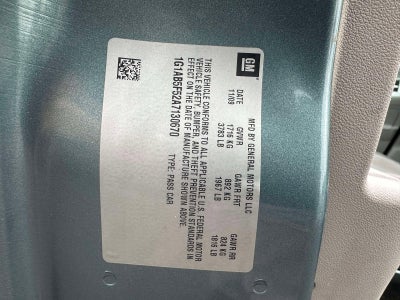 GM
MFD BY GENERAL MOTORS LLC
DATE GVWR GAWR FRT GAWR RR
11/09 1716 KG 892 KG 824 KG
3783 LB 1967 LB 1816 LB
THIS VEHICLE CONFORMS TO ALL APPLICABLE U.S. FEDERAL MOTOR
VEHICLE SAFETY, BUMPER, AND THEFT PREVENTION STANDARDS IN
EFFECT ON THE DATE OF MANUFACTURE SHOWN ABOVE.
1G1AB5F52A7130670 TYPE: PASS CAR